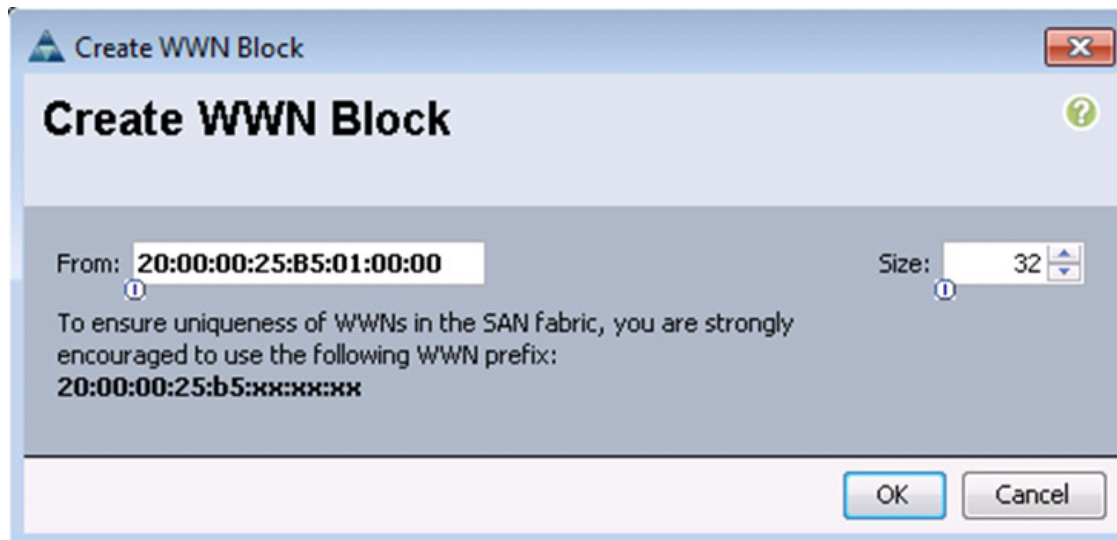 Create WWN Block
Create WWN Block
From: 20:00:00:25:B5:01:00:00 Size: 32
To ensure uniqueness of WWNs in the SAN fabric, you are strongly
encouraged to use the following WWN prefix:
20:00:00:25:b5:xx:xx:xx
OK Cancel